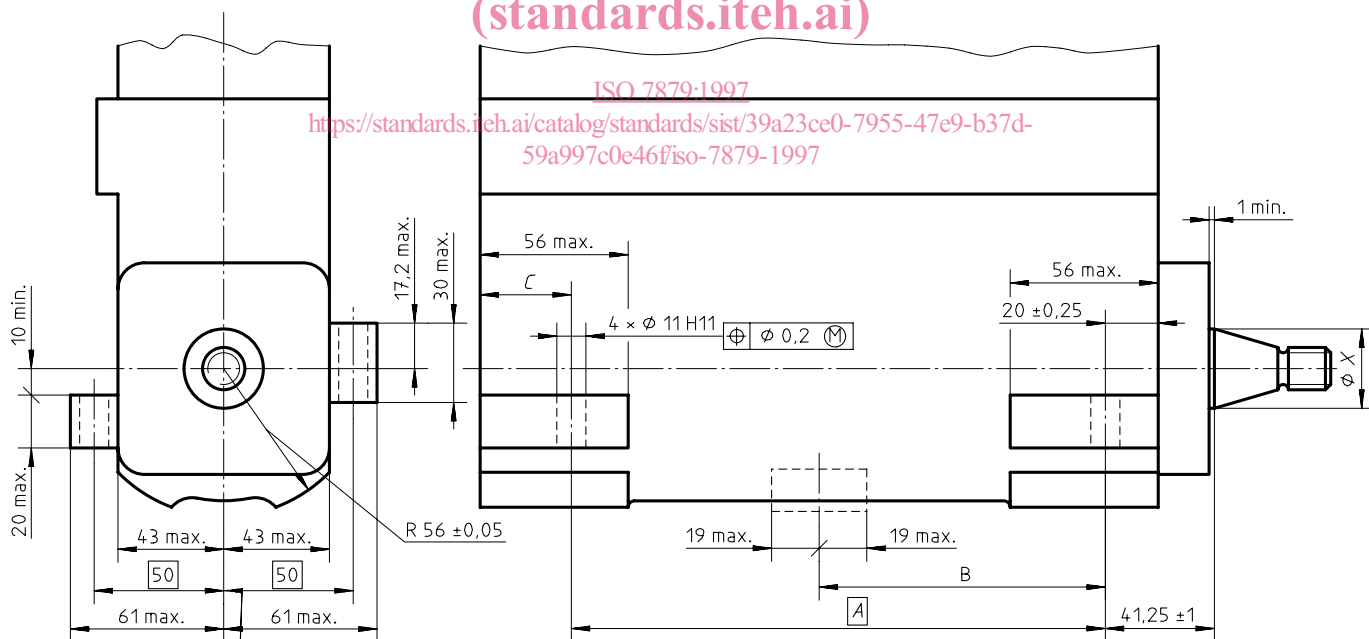 (standards.iteh.ai)
ISO 7879:1997
https://standards.iteh.ai/catalog/standards/sist/39a23ce0-7955-47e9-b37d-
59a997c0e46f/iso-7879-1997
1 min.
56 max.
17,2 max.
30 max.
56 max.
C
20 ±0,25
10 min.
4 × Ø 11 H11
⌖ Ø 0,2 Ⓜ
Ø X
20 max.
R 56 ±0,05
43 max.
43 max.
19 max.
19 max.
50
50
B
61 max.
61 max.
A
41,25 ±1